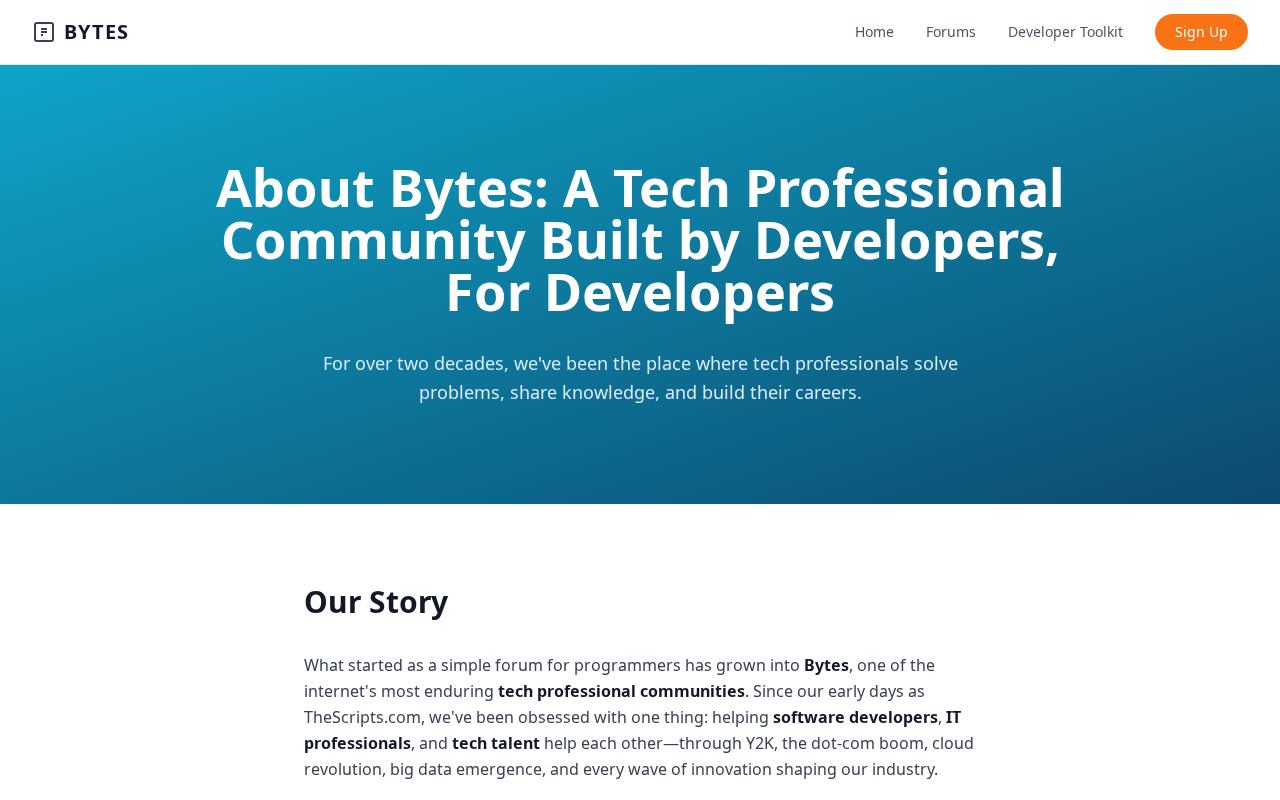 BYTES
Home Forums Developer Toolkit Sign Up
About Bytes: A Tech Professional
Community Built by Developers,
For Developers
For over two decades, we've been the place where tech professionals solve
problems, share knowledge, and build their careers.
Our Story
What started as a simple forum for programmers has grown into Bytes, one of the
internet's most enduring tech professional communities. Since our early days as
TheScripts.com, we've been obsessed with one thing: helping software developers, IT
professionals, and tech talent help each other—through Y2K, the dot-com boom, cloud
revolution, big data emergence, and every wave of innovation shaping our industry.